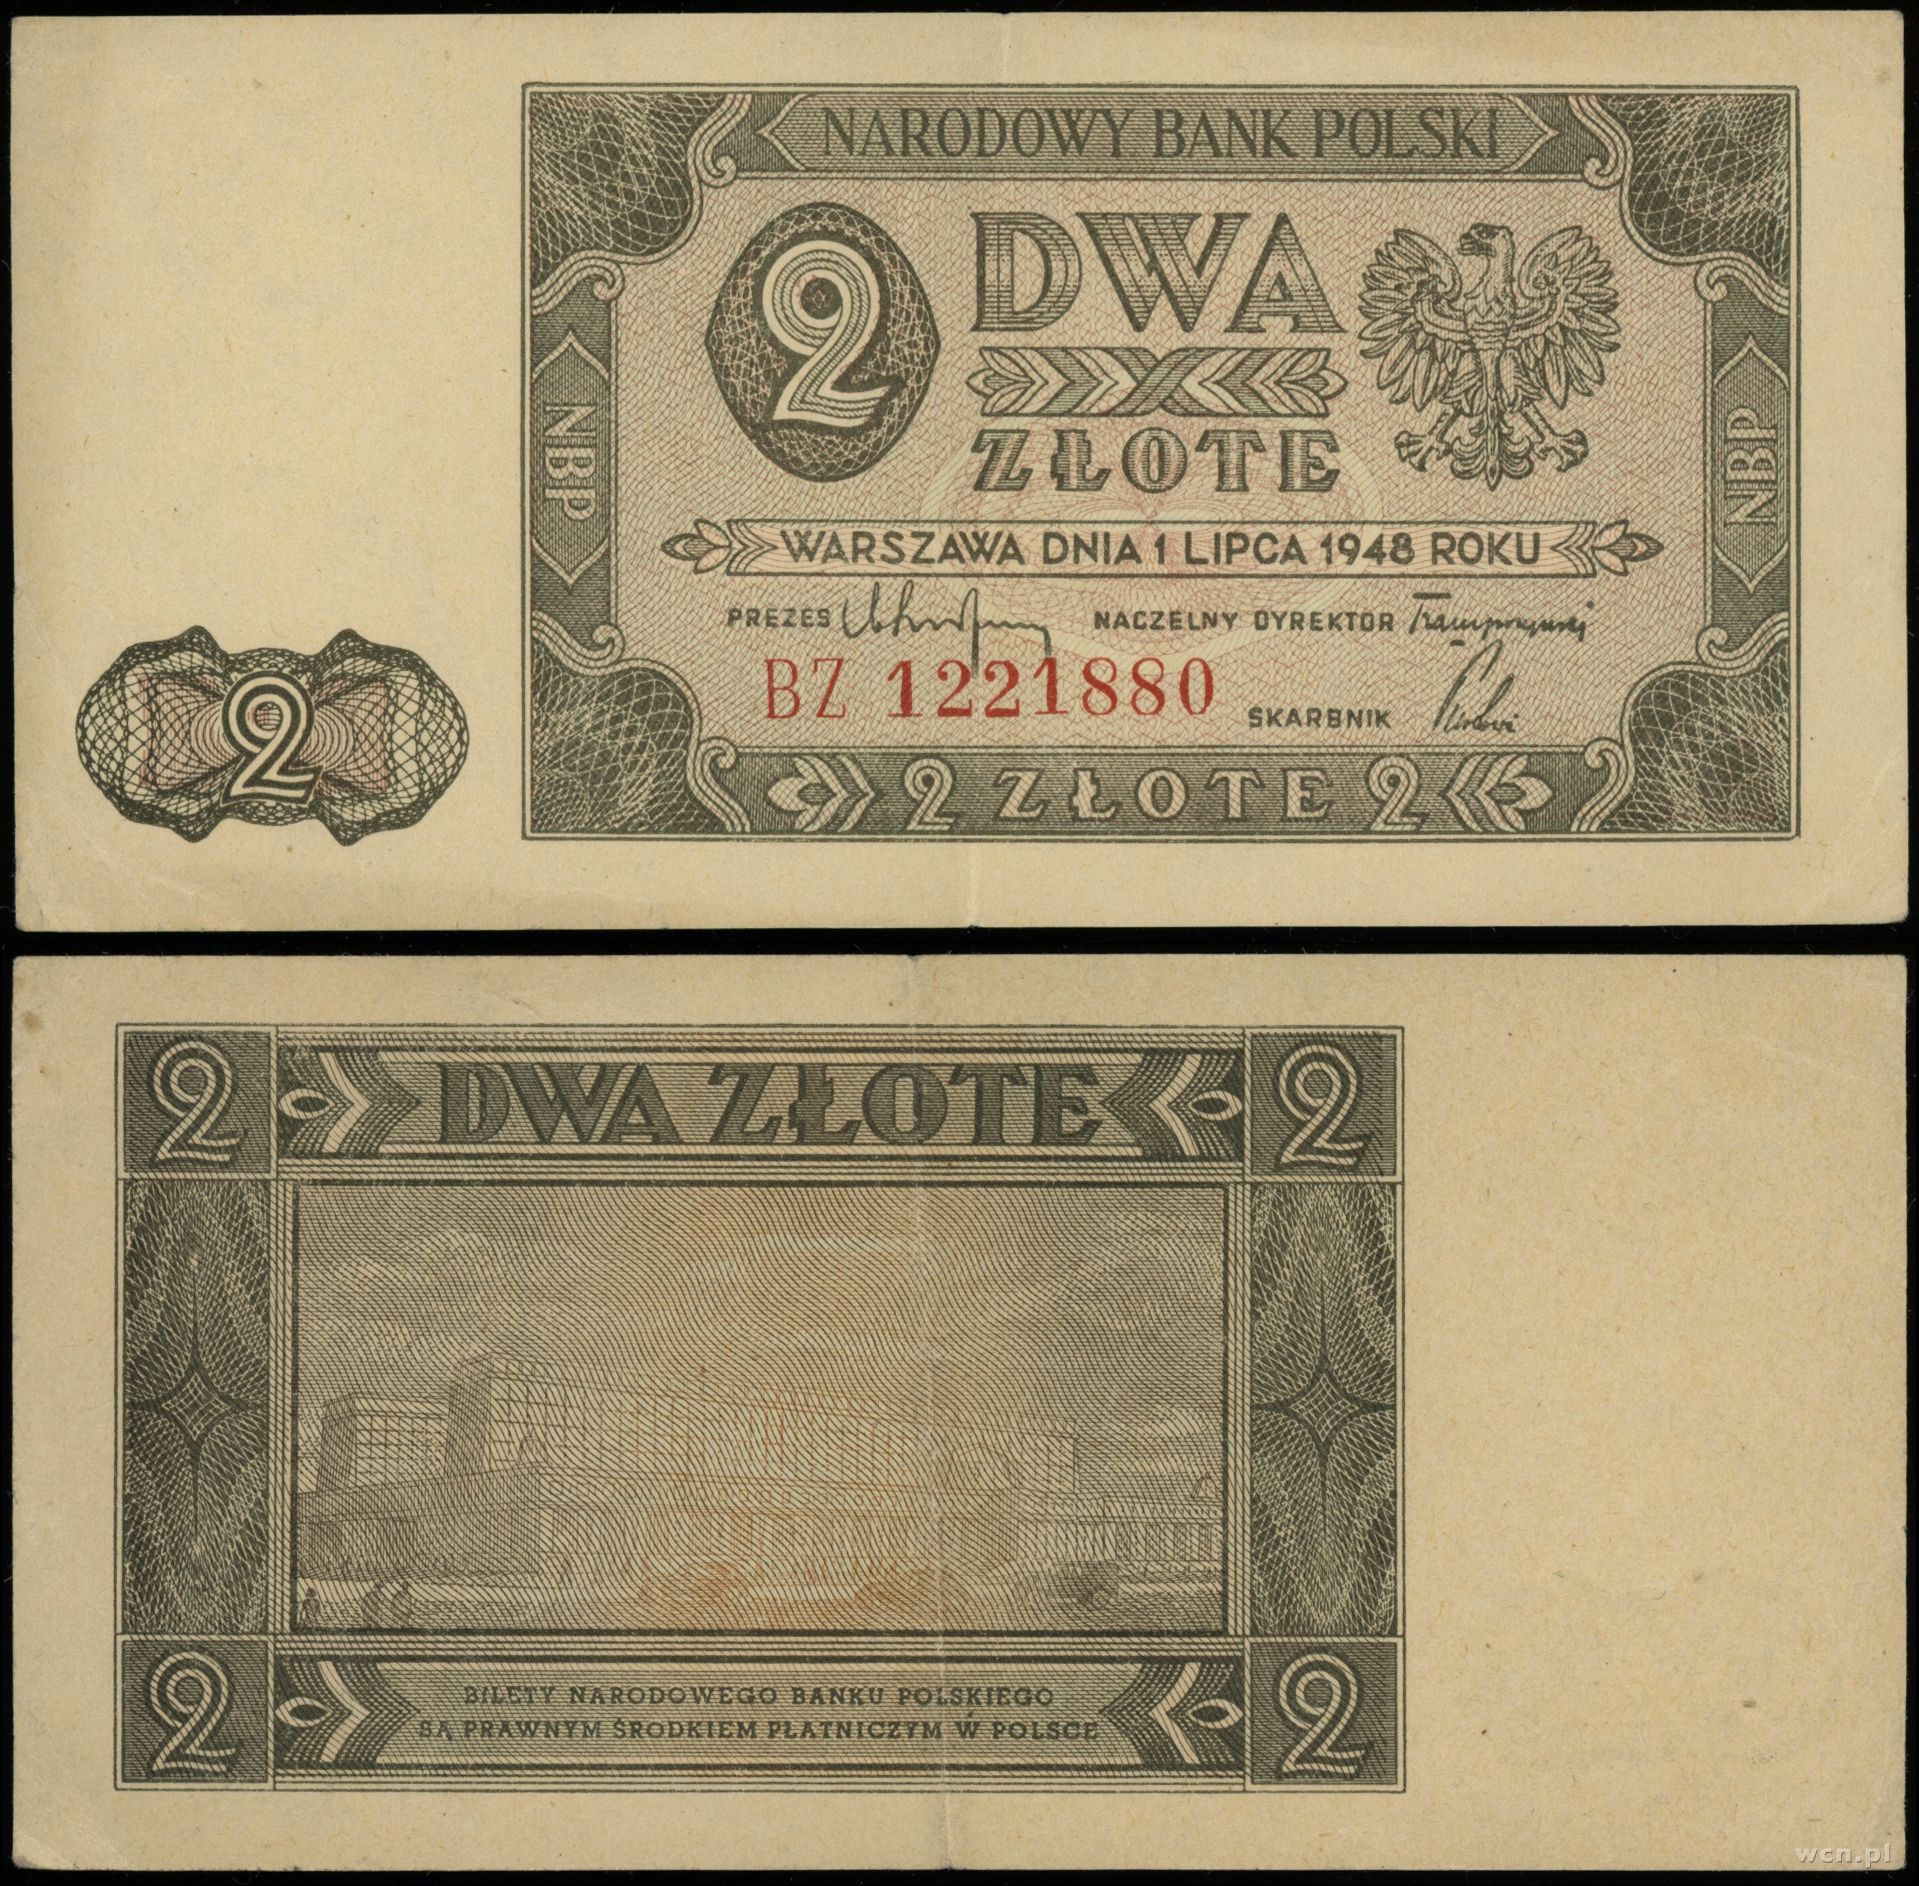 NARODOWY BANK POLSKI
2 DWA
ZŁOTE
NBP
NBP
WARSZAWA DNIA 1 LIPCA 1948 ROKU
PREZES NACZELNY DYREKTOR
BZ 1221880 SKARBNIK
2
2 ZŁOTE 2
2 DWA ZŁOTE 2
2 BILETY NARODOWEGO BANKU POLSKIEGO 2
SĄ PRAWNYM ŚRODKIEM PŁATNICZYM W POLSCE
wcn.pl